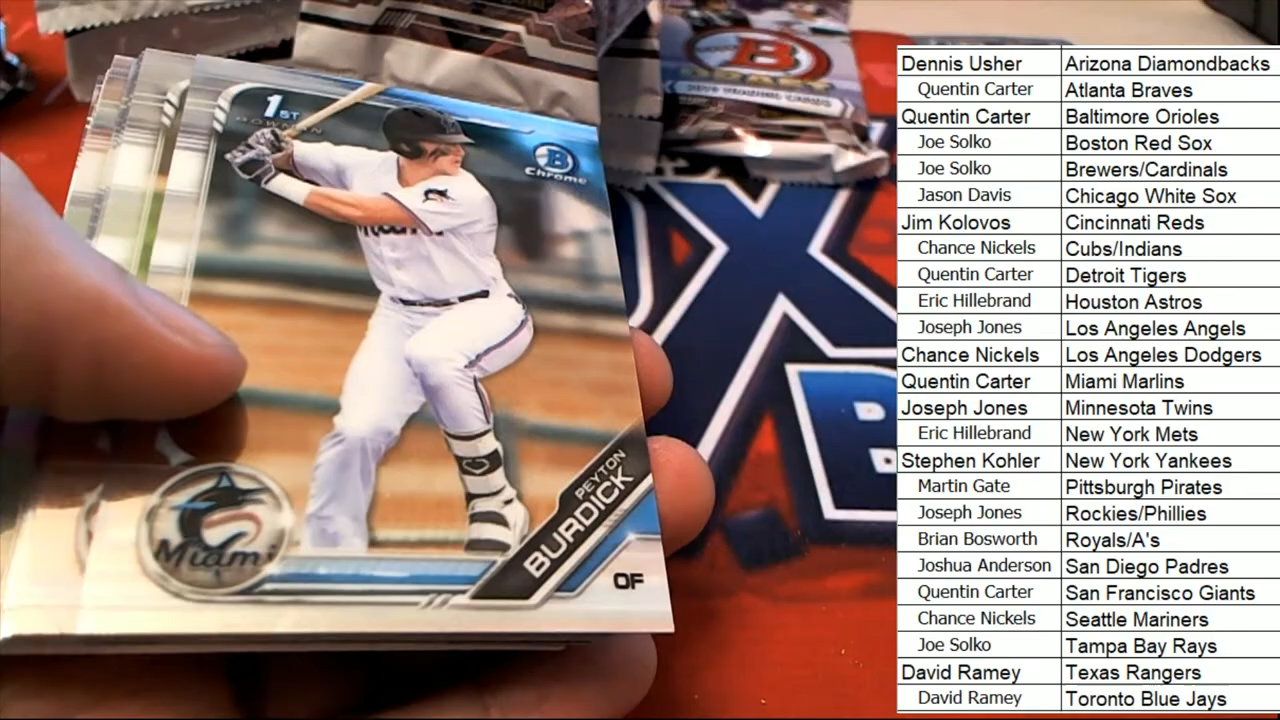 1ST
BOWMAN
B
Chrome
Miami
PEYTON
BURDICK
OF
B
X
B
Dennis Usher Arizona Diamondbacks
Quentin Carter Atlanta Braves
Quentin Carter Baltimore Orioles
Joe Solko Boston Red Sox
Joe Solko Brewers/Cardinals
Jason Davis Chicago White Sox
Jim Kolovos Cincinnati Reds
Chance Nickels Cubs/Indians
Quentin Carter Detroit Tigers
Eric Hillebrand Houston Astros
Joseph Jones Los Angeles Angels
Chance Nickels Los Angeles Dodgers
Quentin Carter Miami Marlins
Joseph Jones Minnesota Twins
Eric Hillebrand New York Mets
Stephen Kohler New York Yankees
Martin Gate Pittsburgh Pirates
Joseph Jones Rockies/Phillies
Brian Bosworth Royals/A's
Joshua Anderson San Diego Padres
Quentin Carter San Francisco Giants
Chance Nickels Seattle Mariners
Joe Solko Tampa Bay Rays
David Ramey Texas Rangers
David Ramey Toronto Blue Jays